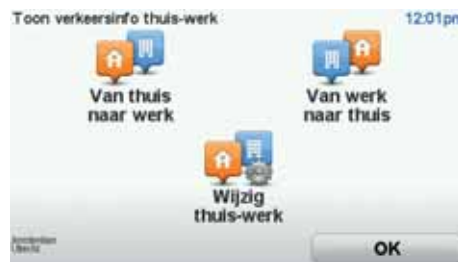 Toon verkeersinfo thuis-werk 12:01pm
Van thuis
naar werk
Van werk
naar thuis
Wijzig
thuis-werk
OK